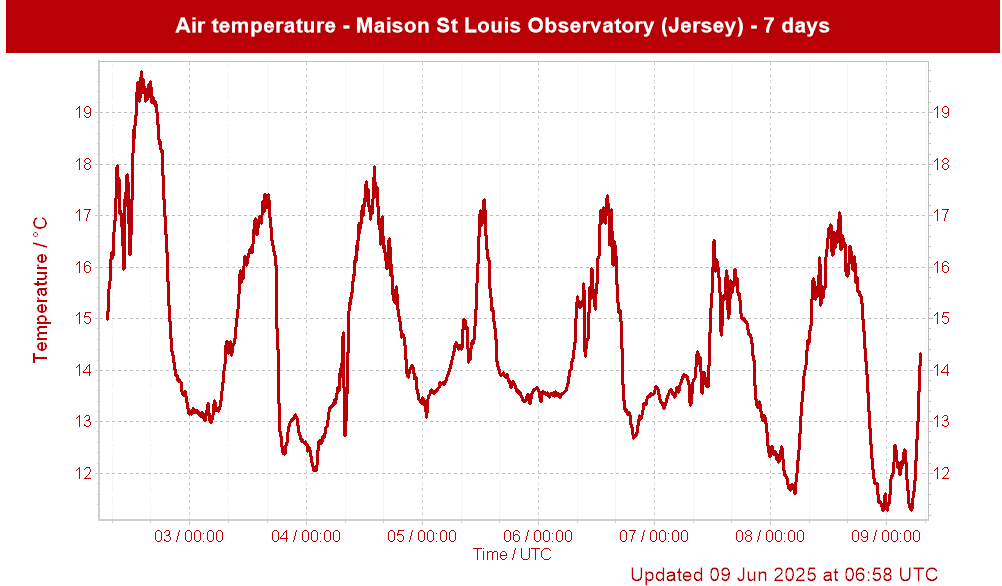 Air temperature - Maison St Louis Observatory (Jersey) - 7 days
19 19
18 18
17 17
16 16
15 15
14 14
13 13
12 12
Temperature / °C
03 / 00:00 04 / 00:00 05 / 00:00 06 / 00:00 07 / 00:00 08 / 00:00 09 / 00:00
Time / UTC
Updated 09 Jun 2025 at 06:58 UTC